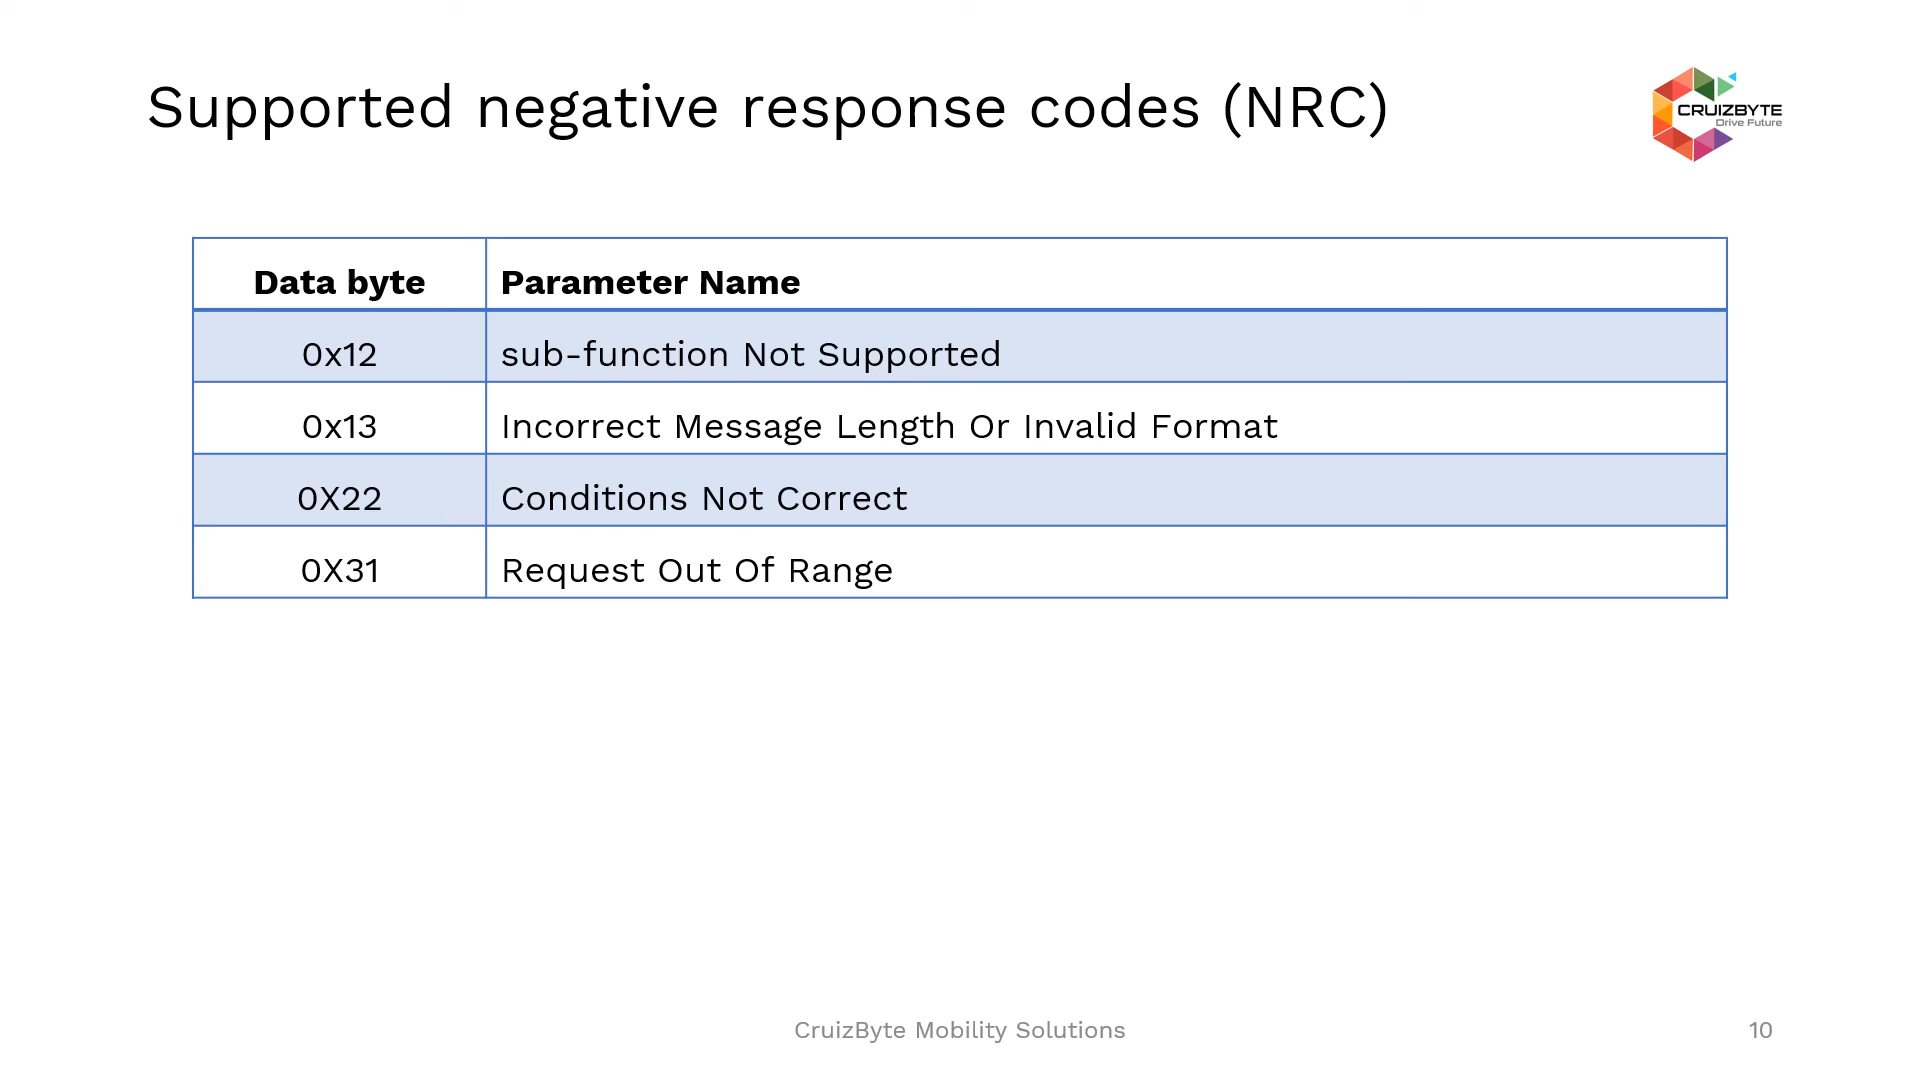 Supported negative response codes (NRC)
CRUIZBYTE
Drive Future
Data byte Parameter Name
0x12 sub-function Not Supported
0x13 Incorrect Message Length Or Invalid Format
0X22 Conditions Not Correct
0X31 Request Out Of Range
CruizByte Mobility Solutions 10